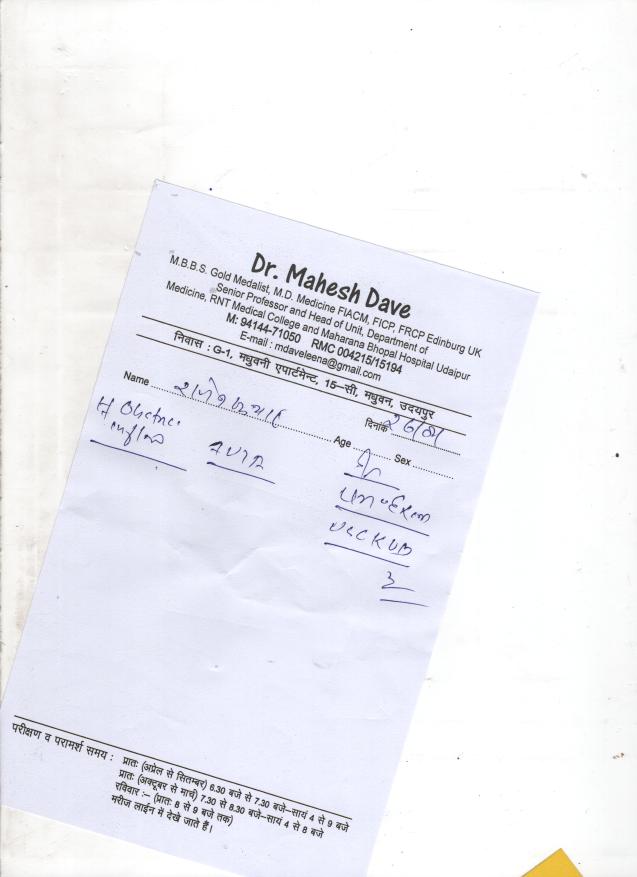 Dr. Mahesh Dave
M.B.B.S. Gold Medalist, M.D. Medicine FIACM, FICP, FRCP Edinburg UK
Senior Professor and Head of Unit, Department of
Medicine, RNT Medical College and Maharana Bhopal Hospital Udaipur
M: 94144-71050 RMC 004215/15194
E-mail : mdaveleena@gmail.com
निवास : G-1, मधुवनी एपार्टमेन्ट, 15-सी, मधुवन, उदयपुर
दिनांक
Name
Age Sex
परीक्षण व परामर्श समय : प्रातः (अप्रेल से सितम्बर) 6.30 बजे से 7.30 बजे-सायं 4 से 9 बजे
प्रातः (अक्टूबर से मार्च) 7.30 से 8.30 बजे-सायं 4 से 8 बजे
रविवार :- (प्रातः 8 से 9 बजे तक)
मरीज लाईन में देखे जाते हैं।